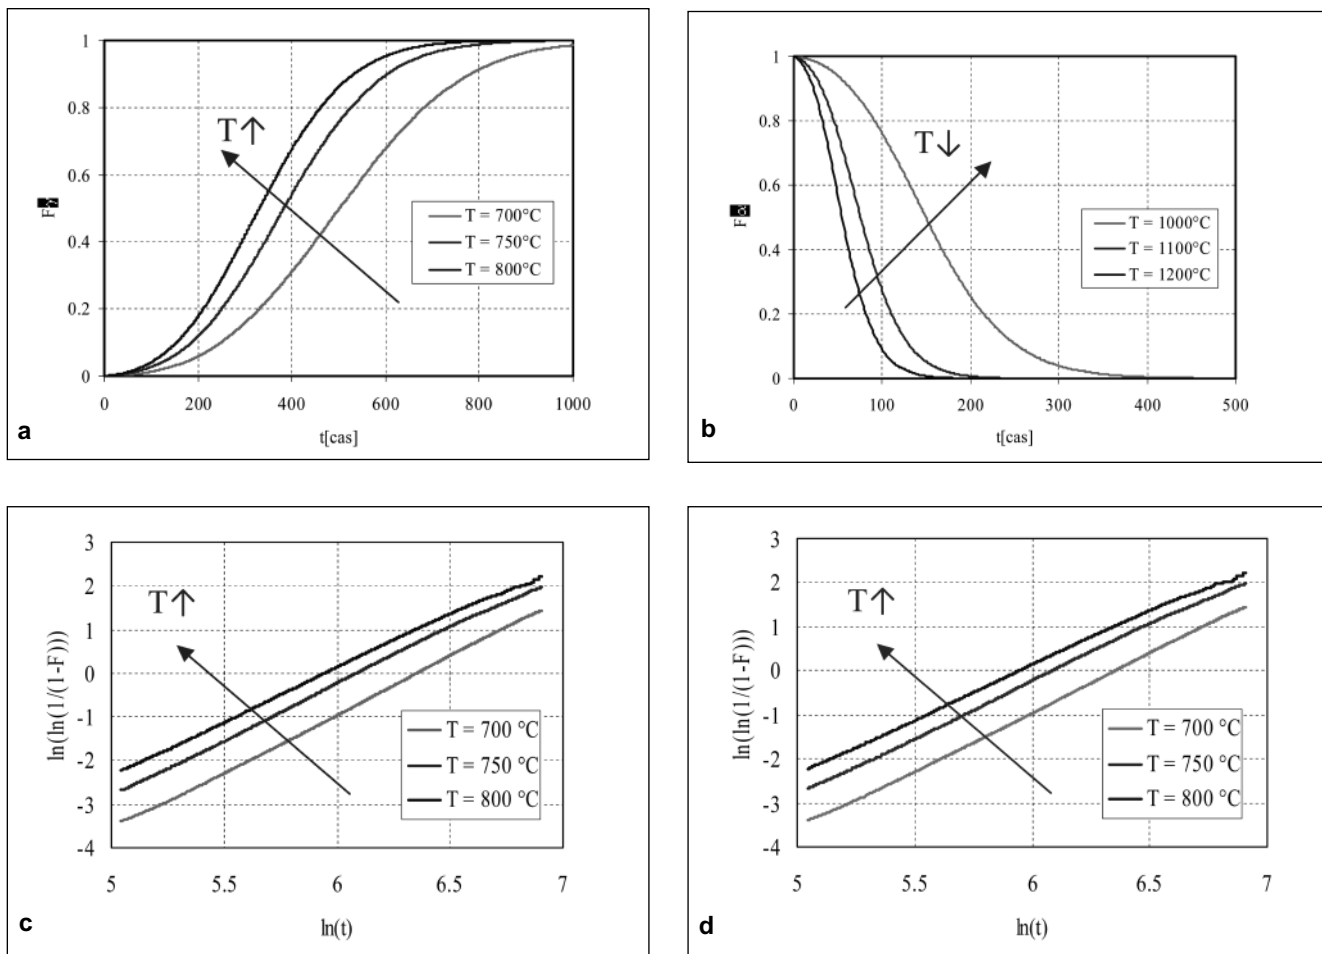 1
0.8
0.6
0.4
0.2
0
0 200 400 600 800 1000
F
t[cas]
T↑
T = 700°C
T = 750°C
T = 800°C
a
1
0.8
0.6
0.4
0.2
0
0 100 200 300 400 500
F
t[cas]
T↓
T = 1000°C
T = 1100°C
T = 1200°C
b
3
2
1
0
-1
-2
-3
-4
5 5.5 6 6.5 7
ln(ln(1/(1-F)))
ln(t)
T↑
T = 700 °C
T = 750 °C
T = 800 °C
c
3
2
1
0
-1
-2
-3
-4
5 5.5 6 6.5 7
ln(ln(1/(1-F)))
ln(t)
T↑
T = 700 °C
T = 750 °C
T = 800 °C
d